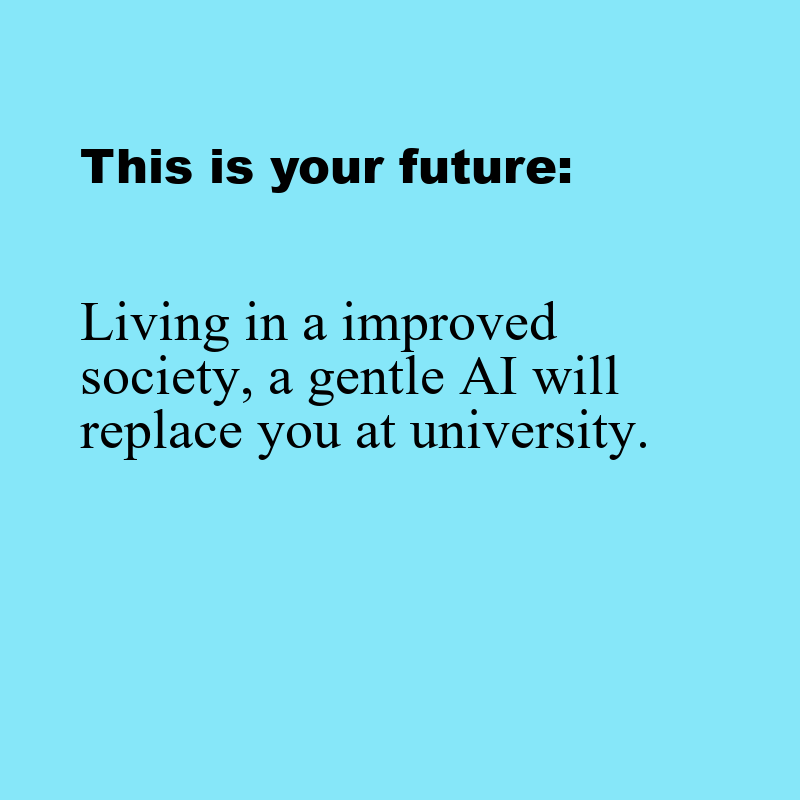 This is your future:
Living in a improved
society, a gentle AI will
replace you at university.